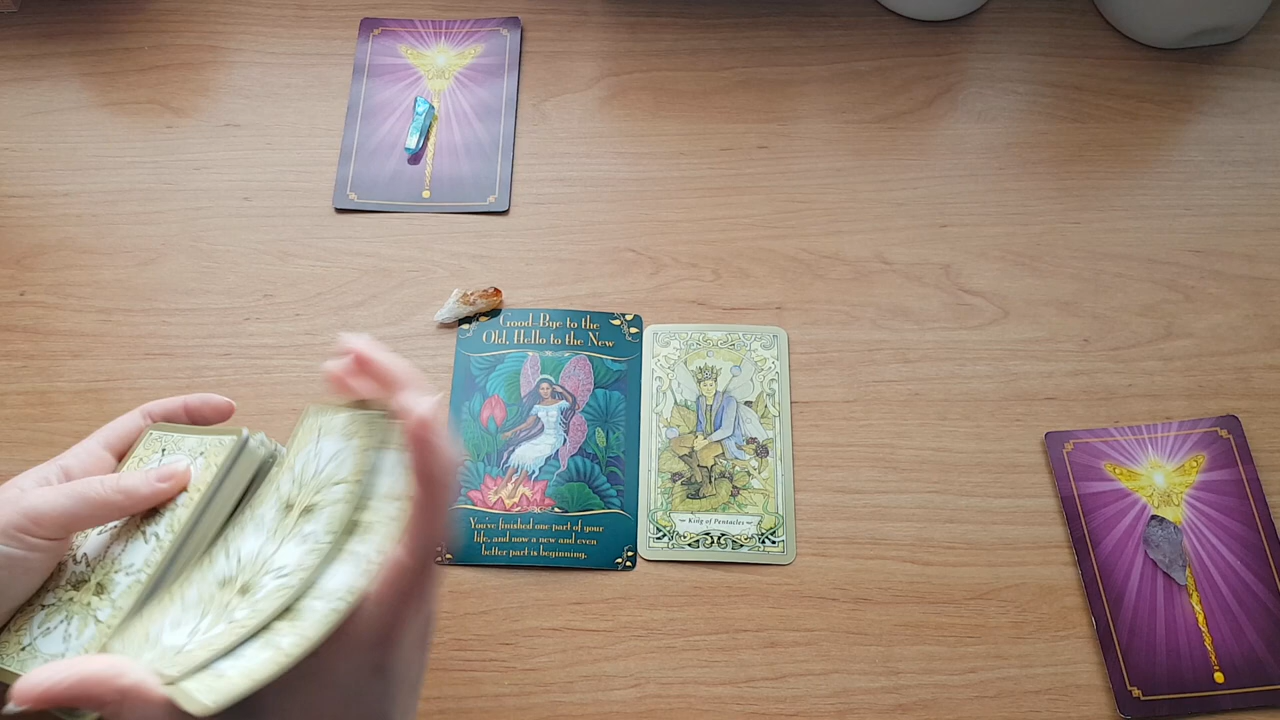 Good-Bye to the
Old, Hello to the New
You've finished one part of your
life, and now a new and even
better part is beginning.
King of Pentacles